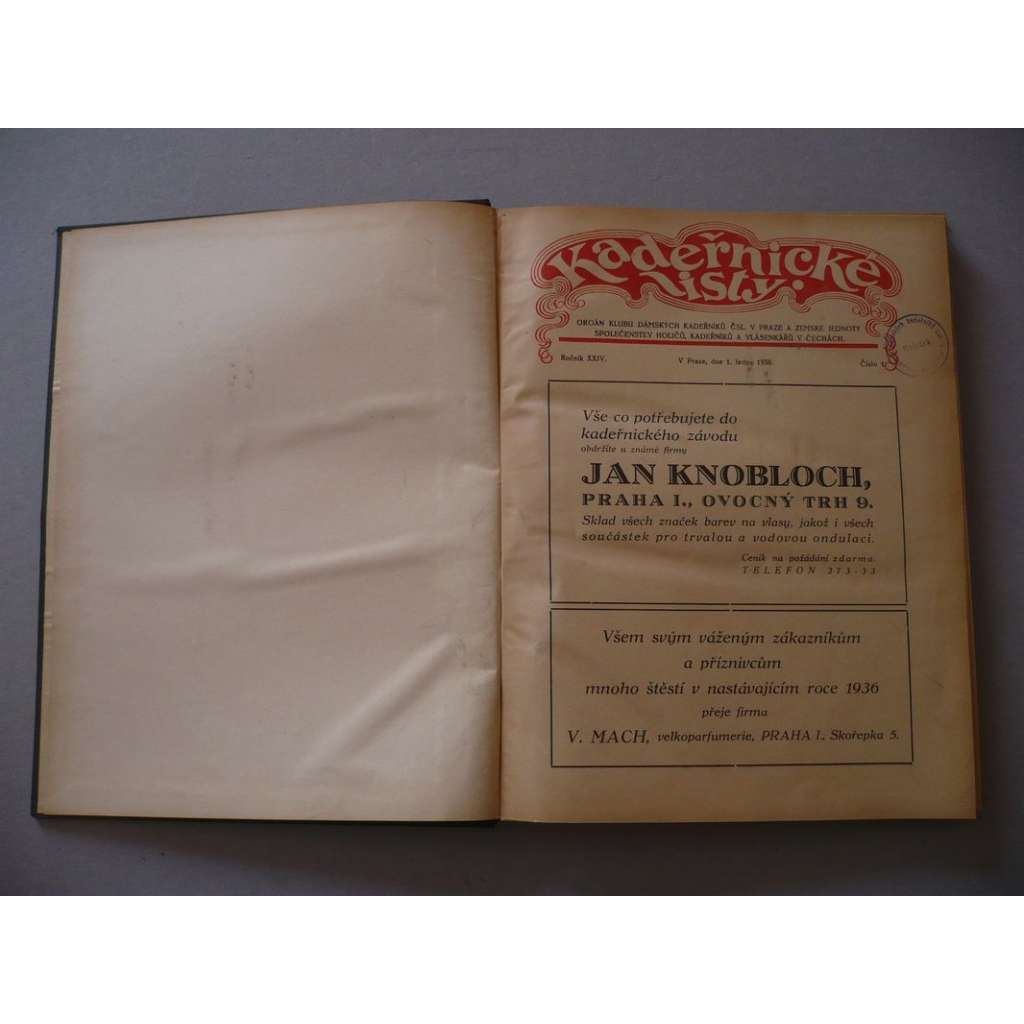 Kadeřnické
listy.
ORGÁN KLUBU DÁMSKÝCH KADEŘNÍKŮ ČSL. V PRAZE A ZEMSKÉ JEDNOTY
SPOLEČENSTEV HOLIČŮ, KADEŘNÍKŮ A VLÁSENKÁŘŮ V ČECHÁCH.
Ročník XXIV. V Praze, dne 1. ledna 1936. Číslo
Vše co potřebujete do
kadeřnického závodu
obdržíte u známé firmy
JAN KNOBLOCH,
PRAHA I., OVOCNÝ TRH 9.
Sklad všech značek barev na vlasy, jakož i všech
součástek pro trvalou a vodovou ondulaci.
Ceník na požádání zdarma.
TELEFON 273-33
Všem svým váženým zákazníkům
a příznivcům
mnoho štěstí v nastávajícím roce 1936
přeje firma
V. MACH, velkoparfumerie, PRAHA I., Skořepka 5.